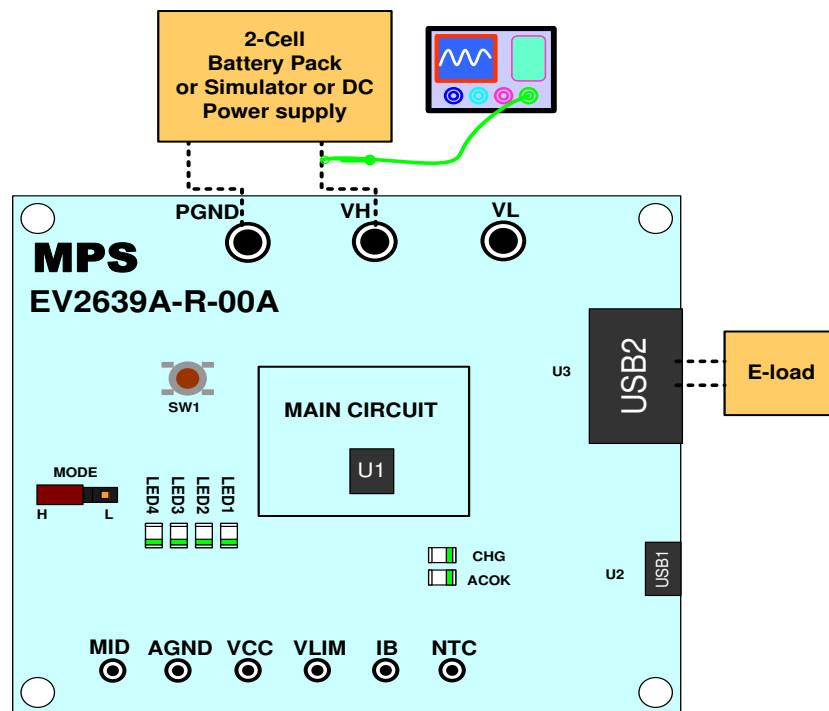 2-Cell
Battery Pack
or Simulator or DC
Power supply
PGND
VH
VL
MPS
EV2639A-R-00A
SW1
MAIN CIRCUIT
U1
U3
USB2
E-load
MODE
H
L
LED4
LED3
LED2
LED1
CHG
ACOK
U2
USB1
MID
AGND
VCC
VLIM
IB
NTC